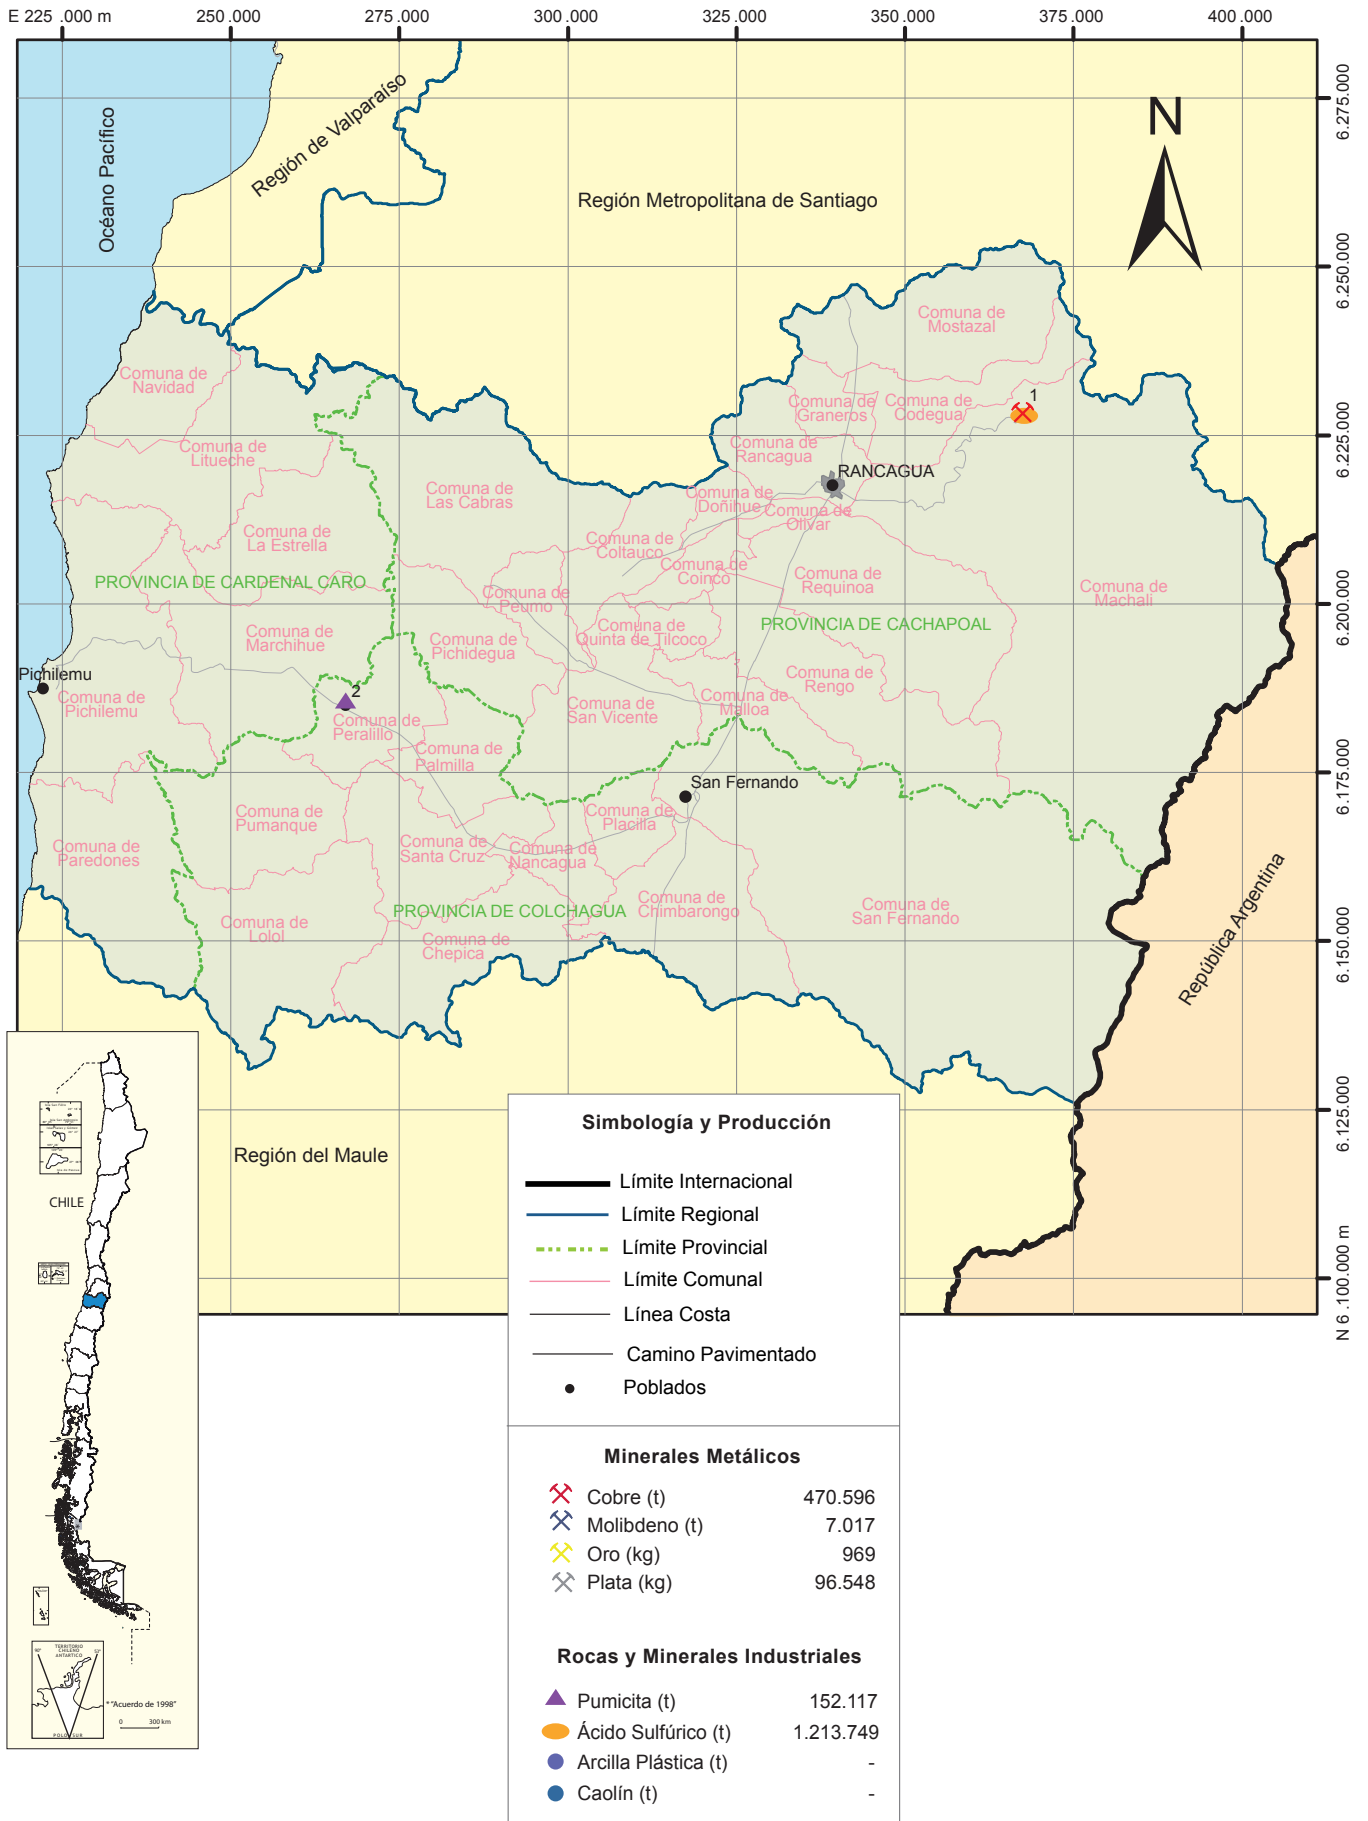 E 225 .000 m
250.000
275.000
300.000
325.000
350.000
375.000
400.000
6.275.000
6.250.000
6.225.000
6.200.000
6.175.000
6.150.000
6.125.000
N 6.100.000 m
Océano Pacífico
Región de Valparaíso
Región Metropolitana de Santiago
N
Comuna de
Mostazal
Comuna de
Navidad
Comuna de
Graneros
Comuna de
Codegua
1
Comuna de
Litueche
Comuna de
Rancagua
RANCAGUA
Comuna de
Las Cabras
Comuna de
Doñihue
Comuna de
Olivar
Comuna de
La Estrella
Comuna de
Coltauco
Comuna de
Coinco
Comuna de
Requinoa
Comuna de
Machalí
PROVINCIA DE CARDENAL CARO
Comuna de
Peumo
Comuna de
Quinta de Tilcoco
PROVINCIA DE CACHAPOAL
Comuna de
Marchihue
Comuna de
Pichidegua
Comuna de
Rengo
Pichilemu
Comuna de
Pichilemu
2
Comuna de
Peralillo
Comuna de
San Vicente
Comuna de
Malloa
Comuna de
Palmilla
San Fernando
Comuna de
Pumanque
Comuna de
Placilla
Comuna de
Paredones
Comuna de
Santa Cruz
Comuna de
Nancagua
PROVINCIA DE COLCHAGUA
Comuna de
Chimbarongo
Comuna de
San Fernando
Comuna de
Lolol
Comuna de
Chepica
República Argentina
Región del Maule
CHILE
TERRITORIO
CHILENO
ANTARTICO
90°
53°
POLO SUR
* "Acuerdo de 1998"
0 300 km
Simbología y Producción
Límite Internacional
Límite Regional
Límite Provincial
Límite Comunal
Línea Costa
Camino Pavimentado
Poblados
Minerales Metálicos
Cobre (t) 470.596
Molibdeno (t) 7.017
Oro (kg) 969
Plata (kg) 96.548
Rocas y Minerales Industriales
Pumicita (t) 152.117
Ácido Sulfúrico (t) 1.213.749
Arcilla Plástica (t) -
Caolín (t) -